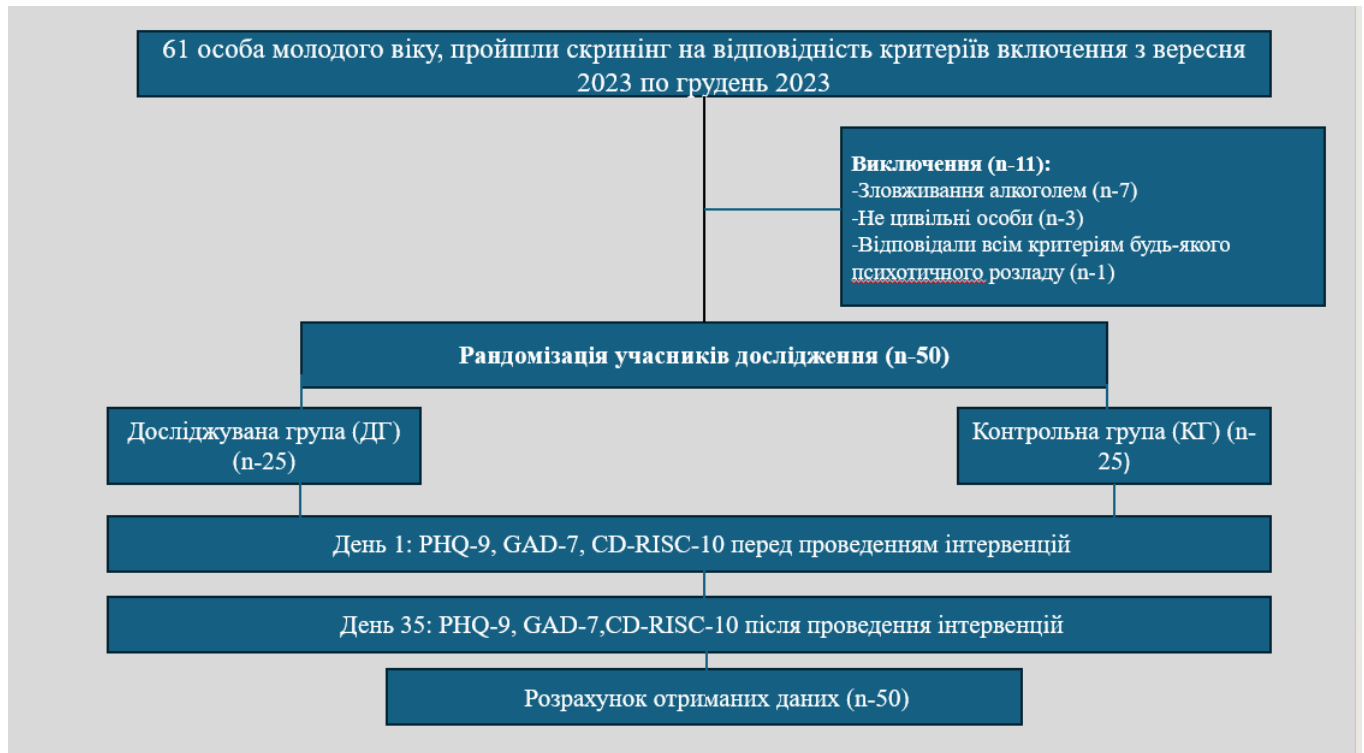 61 особа молодого віку, пройшли скринінг на відповідність критеріїв включення з вересня
2023 по грудень 2023
Виключення (n-11):
-Зловживання алкоголем (n-7)
-Не цивільні особи (n-3)
-Відповідали всім критеріям будь-якого
психотичного розладу (n-1)
Рандомізація учасників дослідження (n-50)
Досліджувана група (ДГ)
(n-25)
Контрольна група (КГ) (n-
25)
День 1: PHQ-9, GAD-7, CD-RISC-10 перед проведенням інтервенцій
День 35: PHQ-9, GAD-7,CD-RISC-10 після проведення інтервенцій
Розрахунок отриманих даних (n-50)